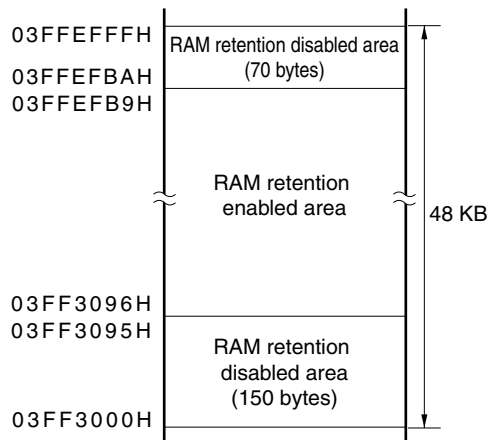 03FFEFFFH
RAM retention disabled area
(70 bytes)
03FFEFBAH
03FFEFB9H
RAM retention
enabled area
48 KB
03FF3096H
03FF3095H
RAM retention
disabled area
(150 bytes)
03FF3000H